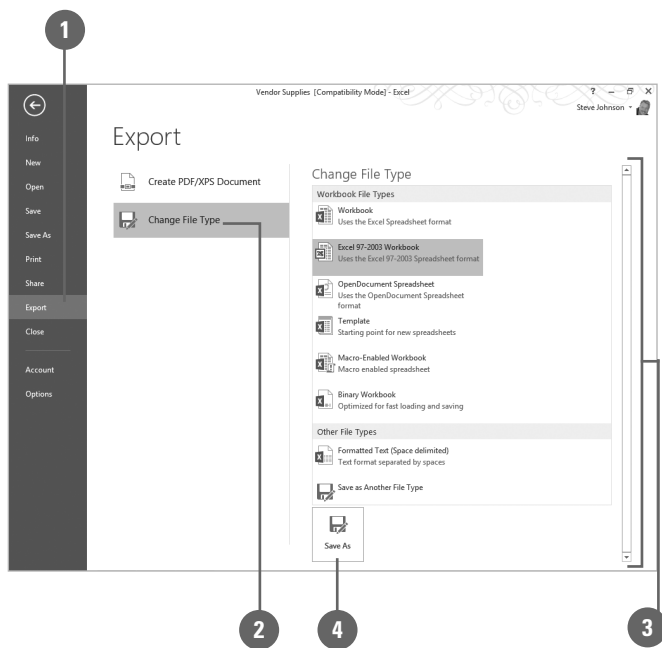 1
Vendor Supplies [Compatibility Mode] - Excel
?
Steve Johnson
Info
New
Open
Save
Save As
Print
Share
Export
Close
Account
Options
Export
Create PDF/XPS Document
Change File Type
Change File Type
Workbook File Types
Workbook
Uses the Excel Spreadsheet format
Excel 97-2003 Workbook
Uses the Excel 97-2003 Spreadsheet format
OpenDocument Spreadsheet
Uses the OpenDocument Spreadsheet
format
Template
Starting point for new spreadsheets
Macro-Enabled Workbook
Macro enabled spreadsheet
Binary Workbook
Optimized for fast loading and saving
Other File Types
Formatted Text (Space delimited)
Text format separated by spaces
Save as Another File Type
Save As
2
4
3